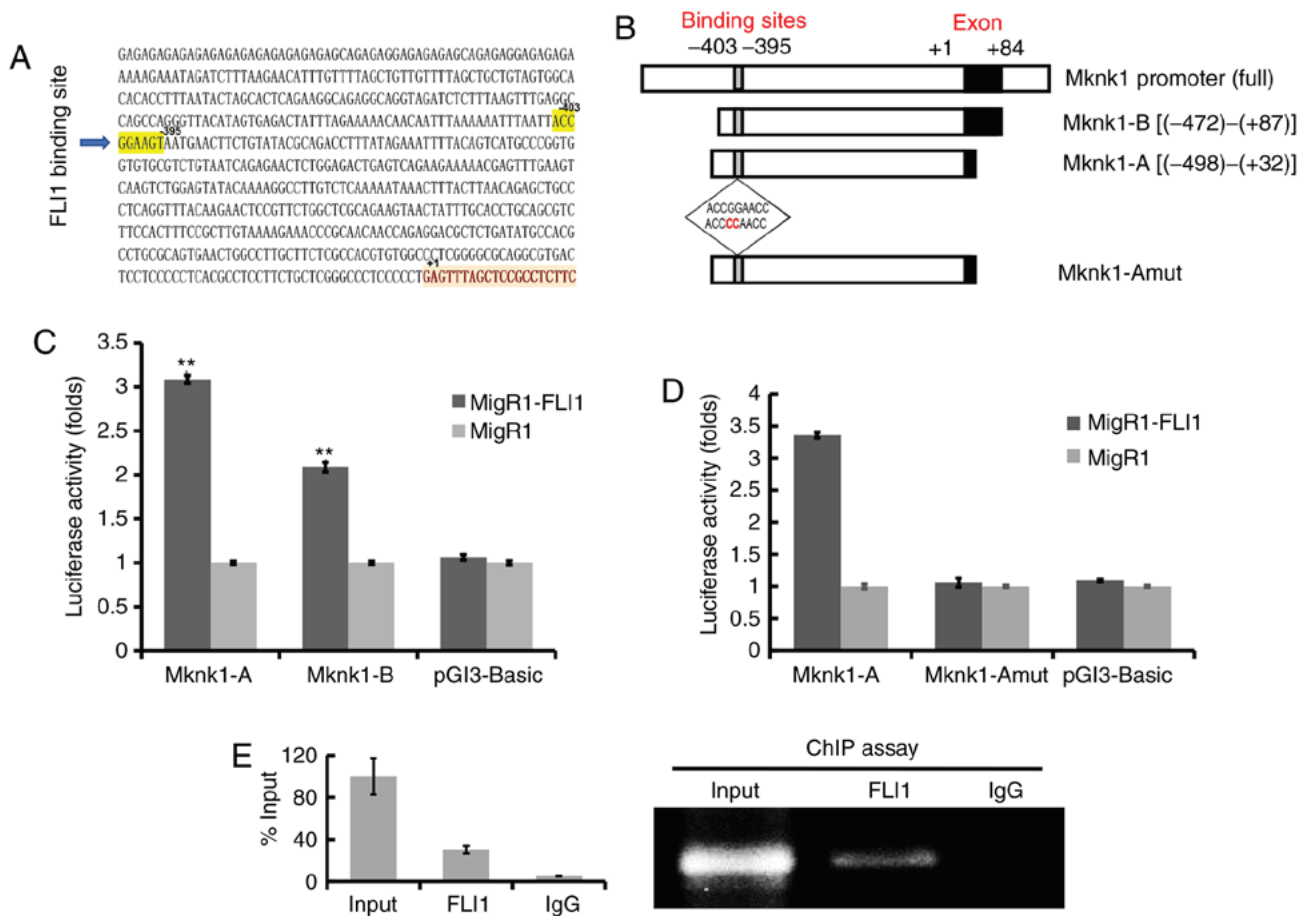 A
FLI1 binding site
GAGAGAGAGAGAGAGAGAGAGAGAGAGAGCAGAGAGGAGAGAGAGCAGAGAGGAGAGAGA
AAAAGAAATAGATCTTTAAGAACATTTGTTTTAGCTGTTGTTTTAGCTGCTGTAGTGGCA
CACACCTTTAATACTAGCACTCAGAAGGCAGAGGCAGGTAGATCTCTTTAAGTTTGAGGC
-403
CAGCCAGGGTTACATAGTGAGACTATTTAGAAAAACAACAATTTAAAAAATTTAATTACC
-395
GGAAGTAATGAACTTCTGTATACGCAGACCTTTATAGAAATTTTACAGTCATGCCCGGTG
GTGTGCGTCTGTAATCAGAGAACTCTGGAGACTGAGTCAGAAGAAAAACGAGTTTGAAGT
CAAGTCTGGAGTATACAAAAGGCCTTGTCTCAAAAATAAACTTTACTTAACAGAGCTGCC
CTCAGGTTTACAAGAACTCCGTTCTGGCTCGCAGAAGTAACTATTTGCACCTGCAGCGTC
TTCCACTTTCCGCTTGTAAAAGAAACCCGCAACAACCAGAGGACGCTCTGATATGCCACG
CCTGCGCAGTGAACTGGCCTTGCTTCTCGCCACGTGTGGCCCTCGGGGCGCAGGCGTGAC
+1
TCCTCCCCCTCACGCCTCCTTCTGCTCGGGCCCTCCCCCTGAGTTTAGCTCCGCCTCTTC
B
Binding sites
−403 −395
Exon
+1 +84
Mknk1 promoter (full)
Mknk1-B [(−472)−(+87)]
Mknk1-A [(−498)−(+32)]
ACCGGAACC
ACCCCAACC
Mknk1-Amut
C
Luciferase activity (folds)
3.5
3
2.5
2
1.5
1
0.5
0
**
**
MigR1-FLI1
MigR1
Mknk1-A Mknk1-B pGl3-Basic
D
Luciferase activity (folds)
4
3.5
3
2.5
2
1.5
1
0.5
0
MigR1-FLI1
MigR1
Mknk1-A Mknk1-Amut pGl3-Basic
E
% Input
120
80
40
0
Input FLI1 IgG
ChIP assay
Input FLI1 IgG